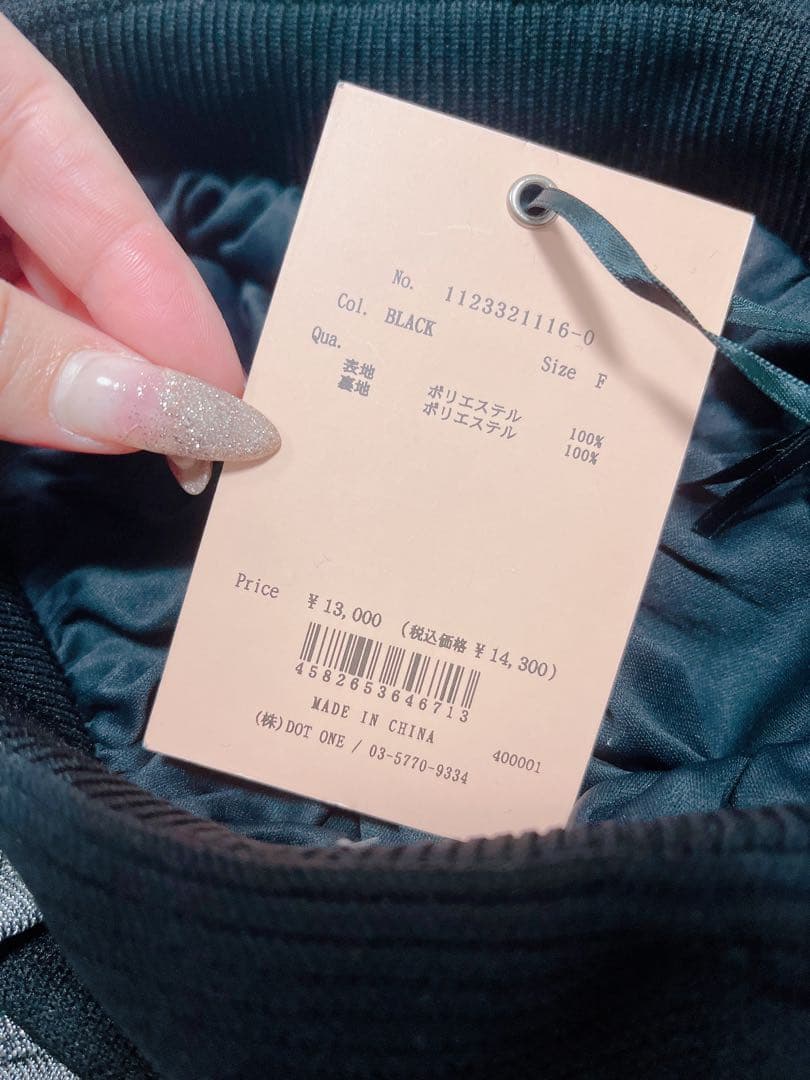 No. 1123321116-0
Col. BLACK Size F
Qua.
表地 ポリエステル 100%
裏地 ポリエステル 100%
Price ¥13,000 (税込価格 ¥14,300)
4582653646713
MADE IN CHINA
(株)DOT ONE / 03-5770-9334 400001